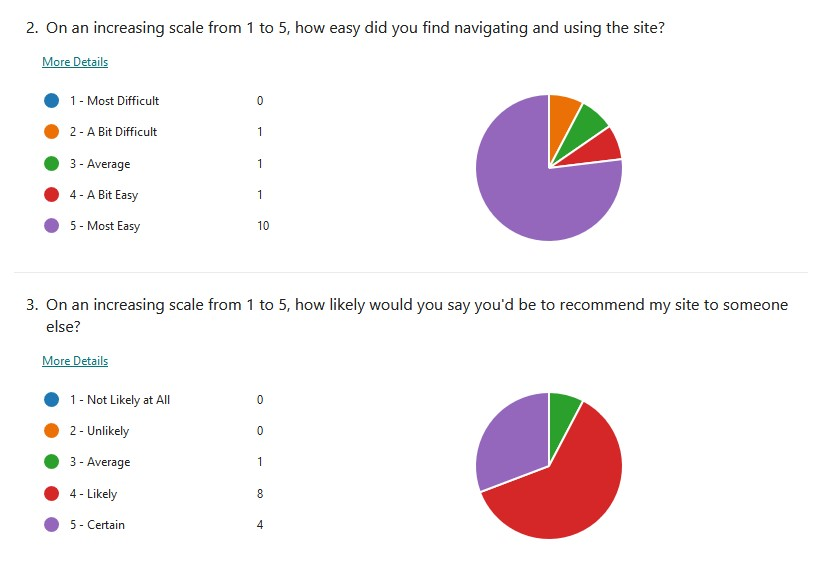 2. On an increasing scale from 1 to 5, how easy did you find navigating and using the site?
More Details
1 - Most Difficult 0
2 - A Bit Difficult 1
3 - Average 1
4 - A Bit Easy 1
5 - Most Easy 10
3. On an increasing scale from 1 to 5, how likely would you say you'd be to recommend my site to someone
else?
More Details
1 - Not Likely at All 0
2 - Unlikely 0
3 - Average 1
4 - Likely 8
5 - Certain 4